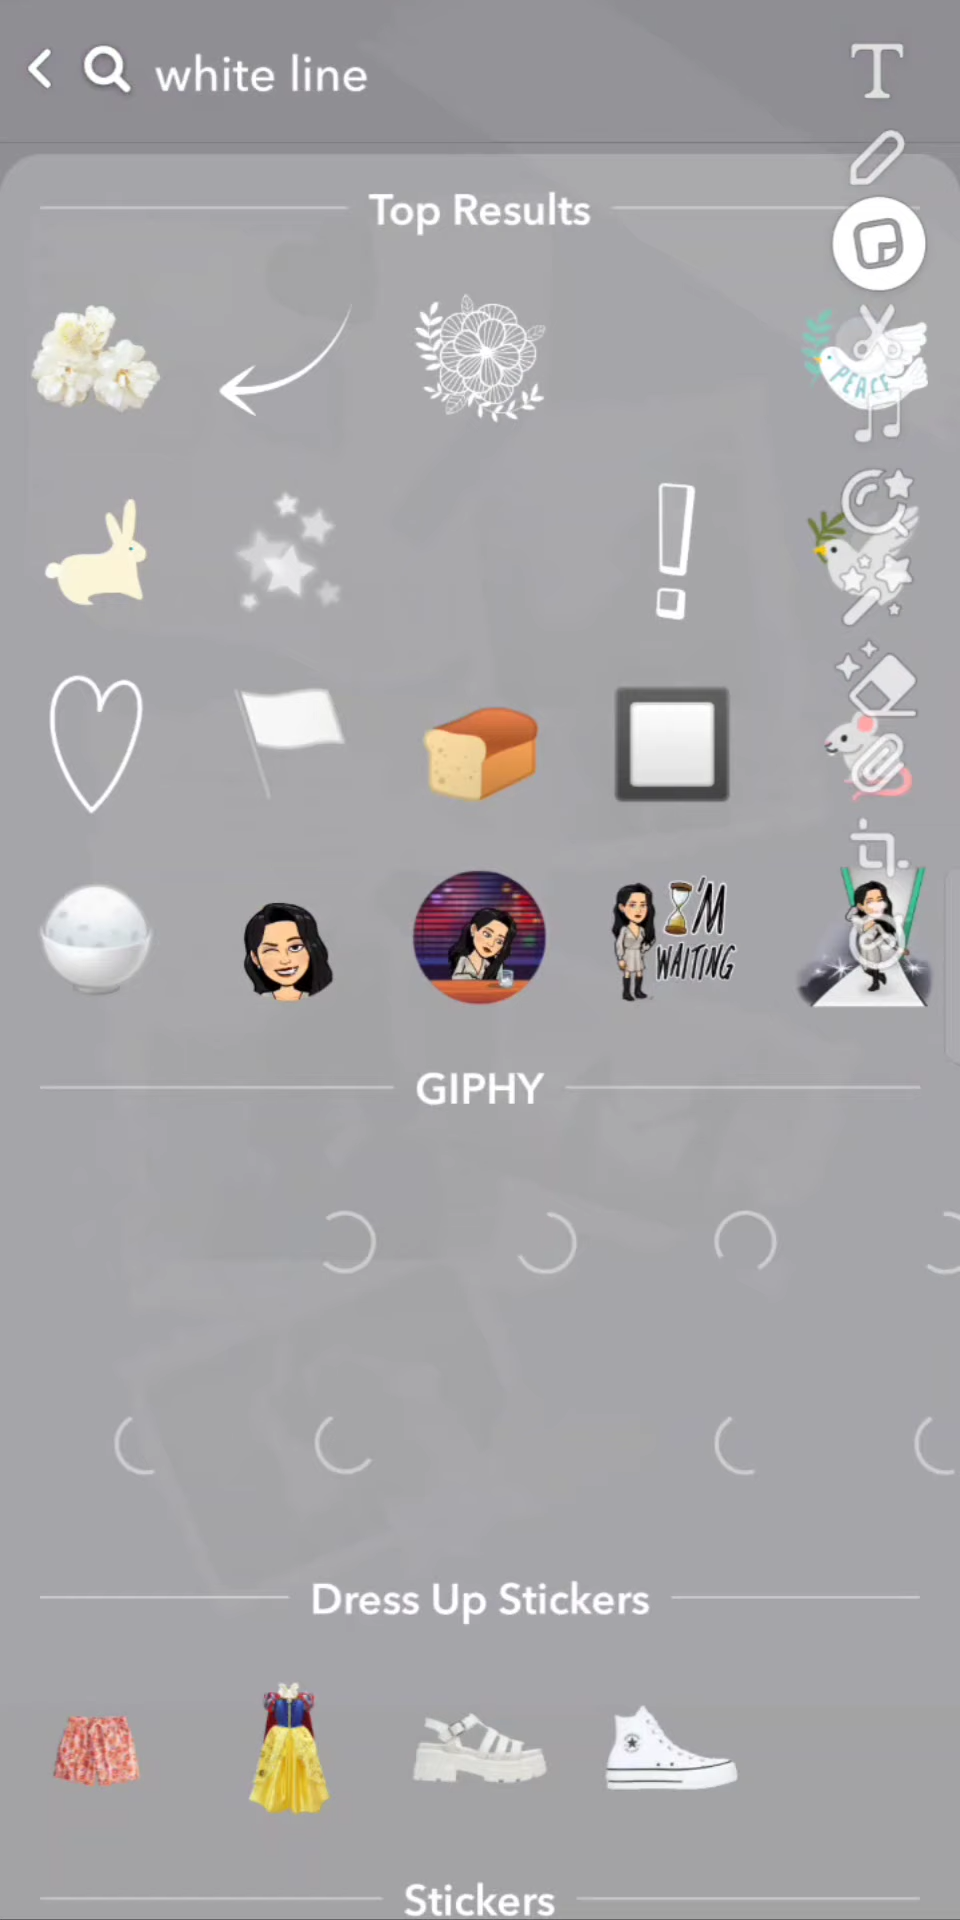 white line
T
Top Results
PEACE
I'M
WAITING
GIPHY
Dress Up Stickers
Stickers